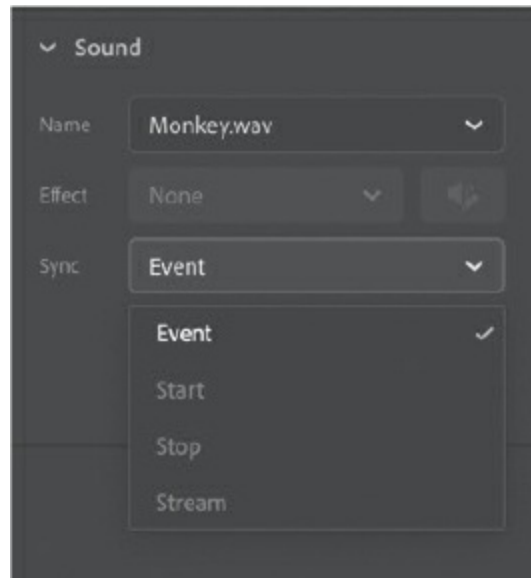 Sound
Name Monkey.wav
Effect None
Sync Event
Event
Start
Stop
Stream